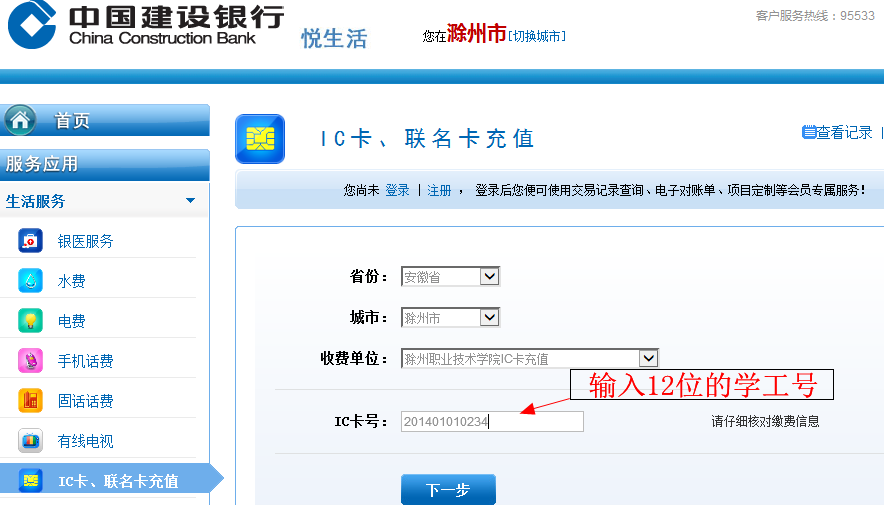 中国建设银行
China Construction Bank
悦生活
您在滁州市[切换城市]
客户服务热线：95533
首页
服务应用
生活服务
银医服务
水费
电费
手机话费
固话话费
有线电视
IC卡、联名卡充值
IC卡、联名卡充值
查看记录 |
您尚未 登录 | 注册 ， 登录后您便可使用交易记录查询、电子对账单、项目定制等会员专属服务！
省份： 安徽省
城市： 滁州市
收费单位： 滁州职业技术学院IC卡充值
输入12位的学工号
IC卡号： 201401010234
请仔细核对缴费信息
下一步